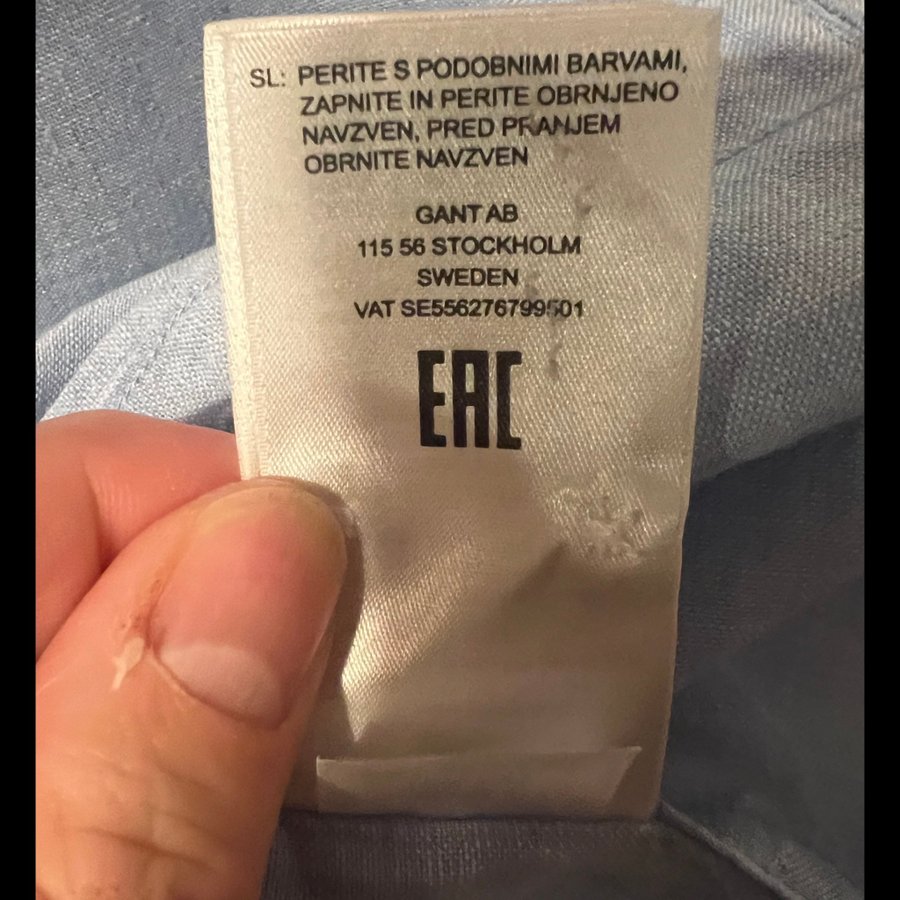 SL: PERITE S PODOBNIMI BARVAMI,
ZAPNITE IN PERITE OBRNJENO
NAVZVEN, PRED PRANJEM
OBRNITE NAVZVEN
GANT AB
115 56 STOCKHOLM
SWEDEN
VAT SE556276799501
EAC